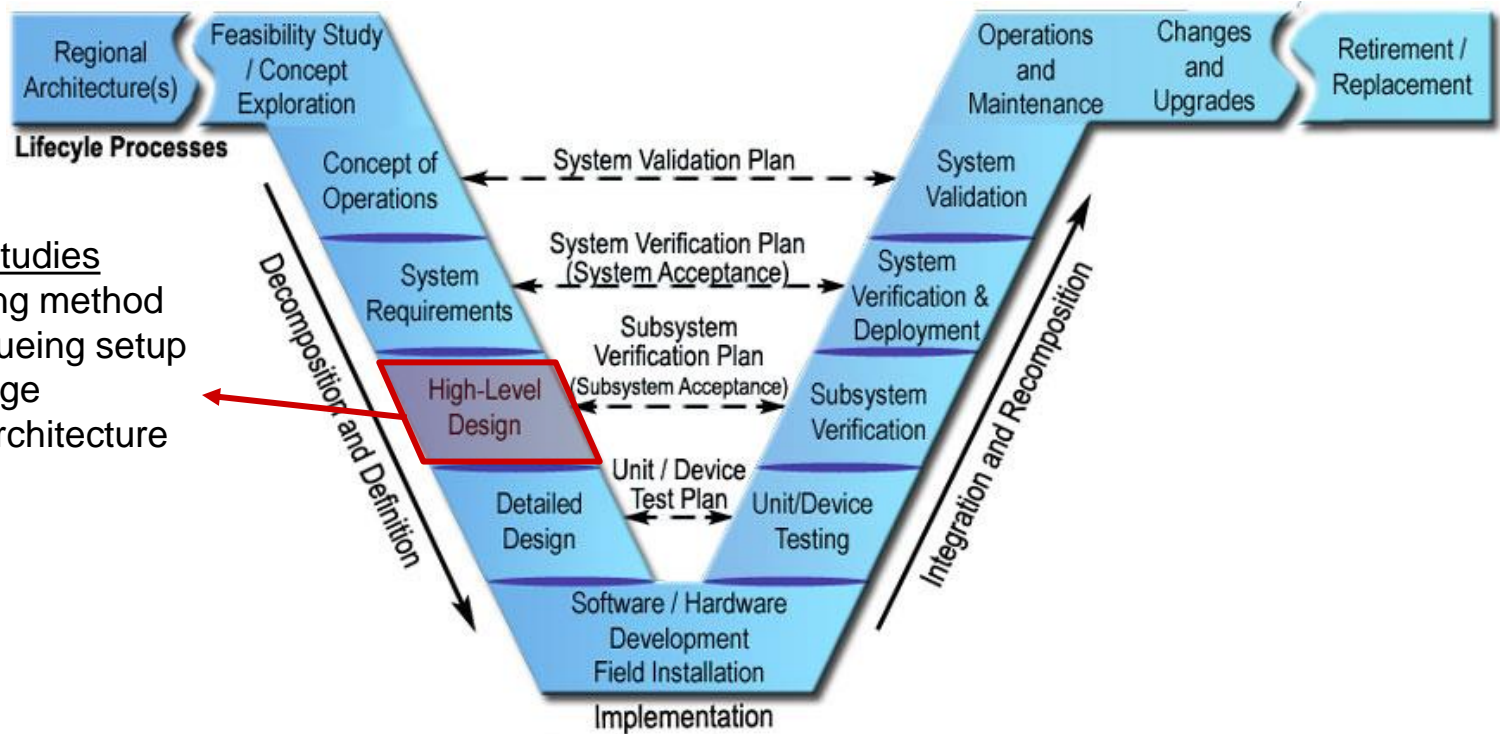 Regional
Architecture(s)
Feasibility Study
/ Concept
Exploration
Operations
and
Maintenance
Changes
and
Upgrades
Retirement /
Replacement
Lifecyle Processes
Concept of
Operations
System Validation Plan
System
Validation
System
Requirements
System Verification Plan
(System Acceptance)
System
Verification &
Deployment
High-Level
Design
Subsystem
Verification Plan
(Subsystem Acceptance)
Subsystem
Verification
Detailed
Design
Unit / Device
Test Plan
Unit/Device
Testing
Software / Hardware
Development
Field Installation
Implementation
Decomposition and Definition
Integration and Recomposition
tudies
ng method
ueing setup
ge
rchitecture